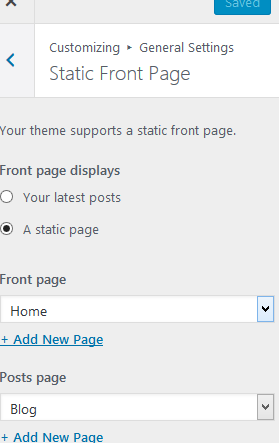 Saved
Customizing ▸ General Settings
Static Front Page
Your theme supports a static front page.
Front page displays
Your latest posts
A static page
Front page
Home
+ Add New Page
Posts page
Blog
+ Add New Page